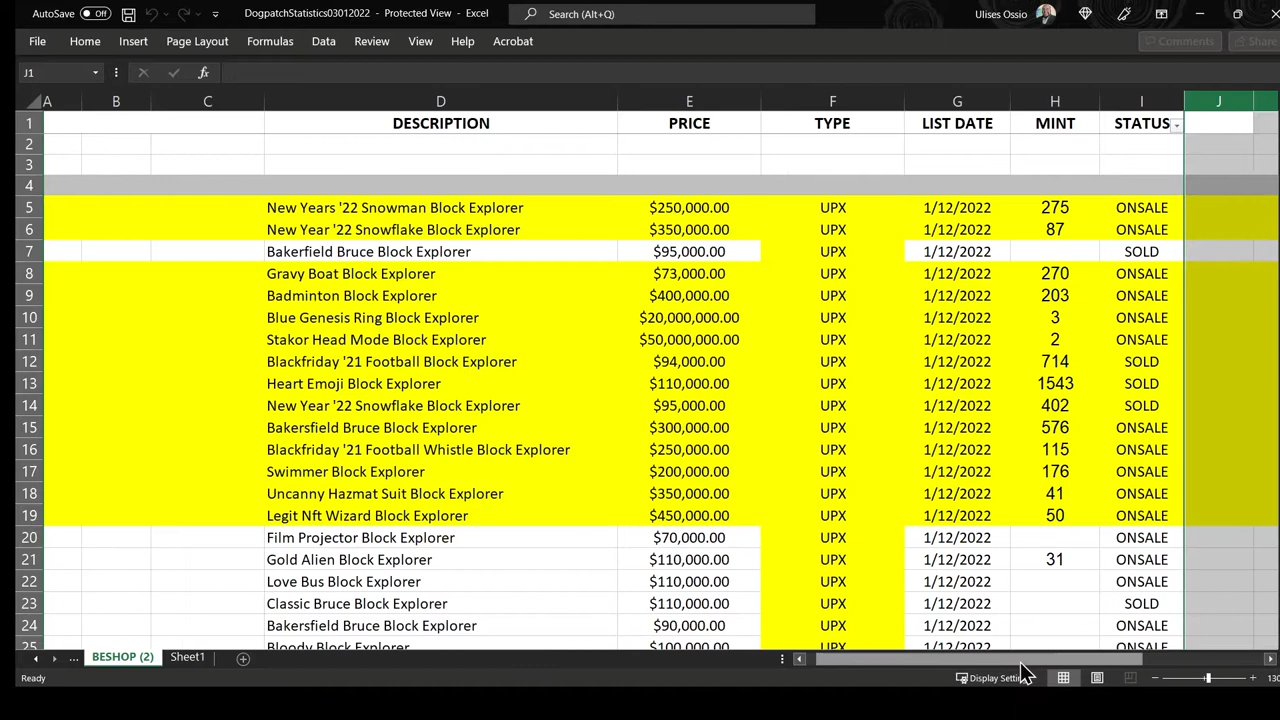 AutoSave Off DogpatchStatistics03012022 - Protected View - Excel Search (Alt+Q) Ulises Ossio
File Home Insert Page Layout Formulas Data Review View Help Acrobat Comments Share
J1 fx
A B C D E F G H I J
1 DESCRIPTION PRICE TYPE LIST DATE MINT STATUS
2
3
4
5 New Years '22 Snowman Block Explorer $250,000.00 UPX 1/12/2022 275 ONSALE
6 New Year '22 Snowflake Block Explorer $350,000.00 UPX 1/12/2022 87 ONSALE
7 Bakerfield Bruce Block Explorer $95,000.00 UPX 1/12/2022 SOLD
8 Gravy Boat Block Explorer $73,000.00 UPX 1/12/2022 270 ONSALE
9 Badminton Block Explorer $400,000.00 UPX 1/12/2022 203 ONSALE
10 Blue Genesis Ring Block Explorer $20,000,000.00 UPX 1/12/2022 3 ONSALE
11 Stakor Head Mode Block Explorer $50,000,000.00 UPX 1/12/2022 2 ONSALE
12 Blackfriday '21 Football Block Explorer $94,000.00 UPX 1/12/2022 714 SOLD
13 Heart Emoji Block Explorer $110,000.00 UPX 1/12/2022 1543 SOLD
14 New Year '22 Snowflake Block Explorer $95,000.00 UPX 1/12/2022 402 SOLD
15 Bakersfield Bruce Block Explorer $300,000.00 UPX 1/12/2022 576 ONSALE
16 Blackfriday '21 Football Whistle Block Explorer $250,000.00 UPX 1/12/2022 115 ONSALE
17 Swimmer Block Explorer $200,000.00 UPX 1/12/2022 176 ONSALE
18 Uncanny Hazmat Suit Block Explorer $350,000.00 UPX 1/12/2022 41 ONSALE
19 Legit Nft Wizard Block Explorer $450,000.00 UPX 1/12/2022 50 ONSALE
20 Film Projector Block Explorer $70,000.00 UPX 1/12/2022 ONSALE
21 Gold Alien Block Explorer $110,000.00 UPX 1/12/2022 31 ONSALE
22 Love Bus Block Explorer $110,000.00 UPX 1/12/2022 ONSALE
23 Classic Bruce Block Explorer $110,000.00 UPX 1/12/2022 SOLD
24 Bakersfield Bruce Block Explorer $90,000.00 UPX 1/12/2022 ONSALE
25 Bloody Block Explorer $100,000.00 UPX 1/12/2022 ONSALE
... BESHOP (2) Sheet1
Ready Display Setti 130